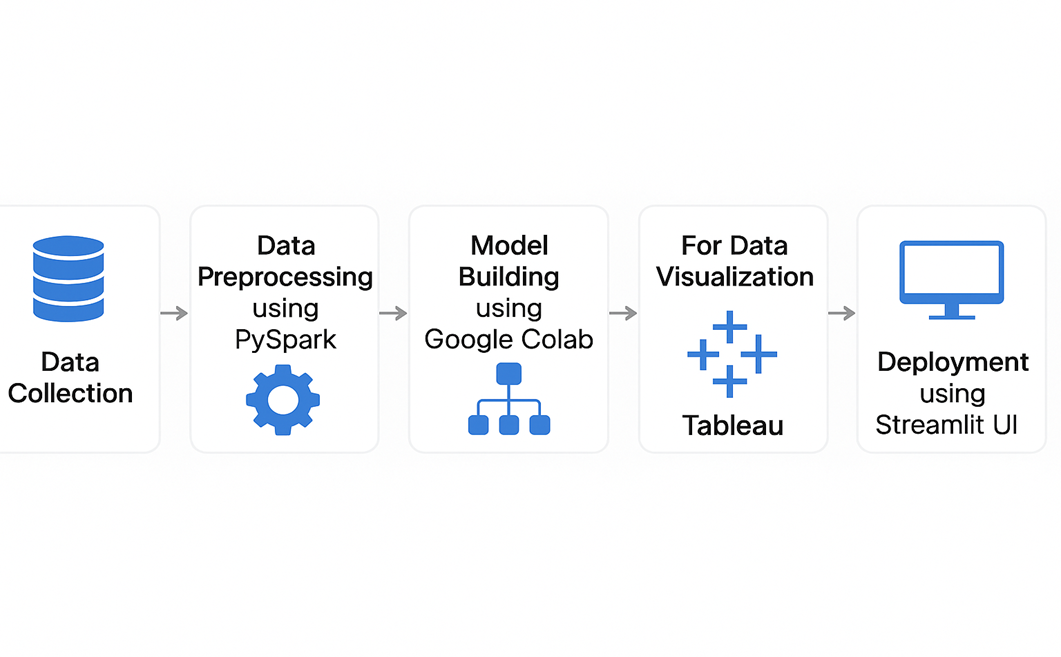 Data
Collection
Data
Preprocessing
using
PySpark
Model
Building
using
Google Colab
For Data
Visualization
Tableau
Deployment
using
Streamlit UI